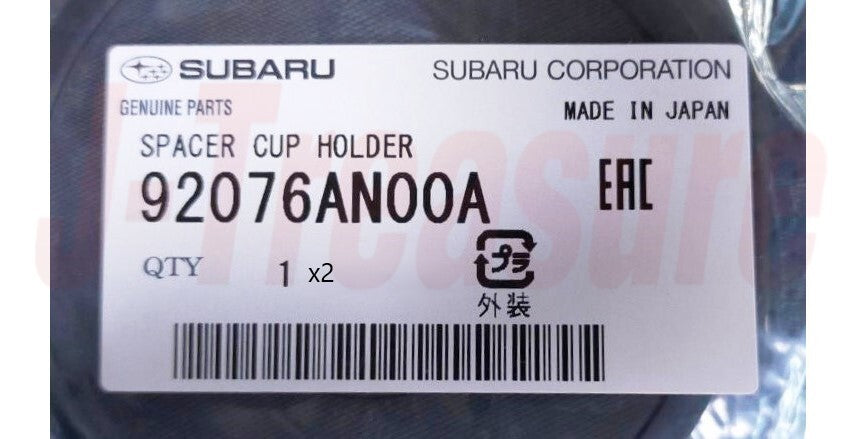 SUBARU SUBARU CORPORATION
GENUINE PARTS MADE IN JAPAN
SPACER CUP HOLDER
92076AN00A EAC
QTY 1 x2
プラ
外装
J-Treasure